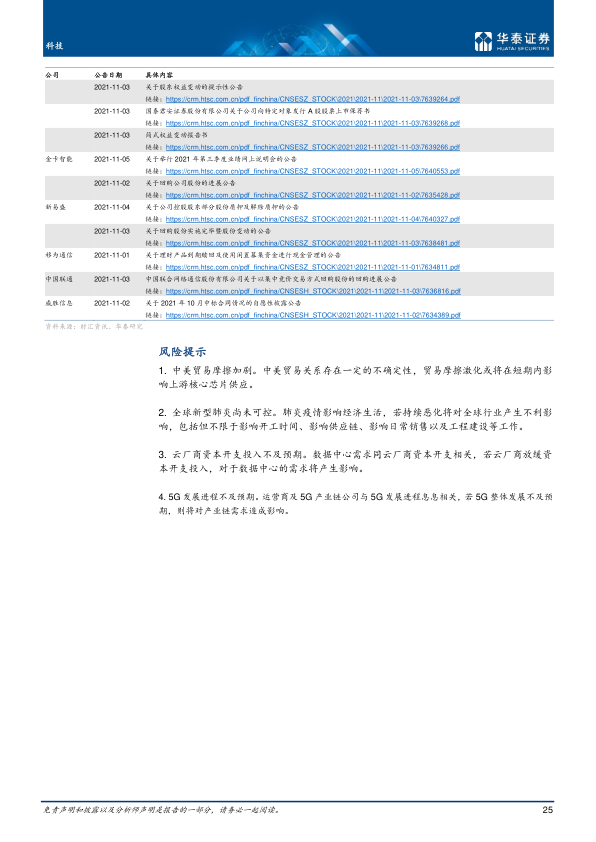 科技
华泰证券
HUATAI SECURITIES
公司 公告日期 具体内容
2021-11-03 关于股东权益变动的提示性公告
链接：https://crm.htsc.com.cn/pdf_finchina/CNSESZ_STOCK\2021\2021-11\2021-11-03\7639264.pdf
2021-11-03 国泰君安证券股份有限公司关于公司向特定对象发行 A 股股票上市保荐书
链接：https://crm.htsc.com.cn/pdf_finchina/CNSESZ_STOCK\2021\2021-11\2021-11-03\7639268.pdf
2021-11-03 简式权益变动报告书
链接：https://crm.htsc.com.cn/pdf_finchina/CNSESZ_STOCK\2021\2021-11\2021-11-03\7639266.pdf
金卡智能 2021-11-05 关于举行 2021 年第三季度业绩网上说明会的公告
链接：https://crm.htsc.com.cn/pdf_finchina/CNSESZ_STOCK\2021\2021-11\2021-11-05\7640553.pdf
2021-11-02 关于回购公司股份的进展公告
链接：https://crm.htsc.com.cn/pdf_finchina/CNSESZ_STOCK\2021\2021-11\2021-11-02\7635428.pdf
新易盛 2021-11-04 关于公司控股股东部分股份质押及解除质押的公告
链接：https://crm.htsc.com.cn/pdf_finchina/CNSESZ_STOCK\2021\2021-11\2021-11-04\7640327.pdf
2021-11-03 关于回购股份实施完毕暨股份变动的公告
链接：https://crm.htsc.com.cn/pdf_finchina/CNSESZ_STOCK\2021\2021-11\2021-11-03\7638481.pdf
移为通信 2021-11-01 关于理财产品到期赎回及使用闲置募集资金进行现金管理的公告
链接：https://crm.htsc.com.cn/pdf_finchina/CNSESZ_STOCK\2021\2021-11\2021-11-01\7634811.pdf
中国联通 2021-11-03 中国联合网络通信股份有限公司关于以集中竞价交易方式回购股份的回购进展公告
链接：https://crm.htsc.com.cn/pdf_finchina/CNSESH_STOCK\2021\2021-11\2021-11-03\7636816.pdf
威胜信息 2021-11-02 关于 2021 年 10 月中标合同情况的自愿性披露公告
链接：https://crm.htsc.com.cn/pdf_finchina/CNSESH_STOCK\2021\2021-11\2021-11-02\7634389.pdf
资料来源：财汇资讯、华泰研究
风险提示
1. 中美贸易摩擦加剧。中美贸易关系存在一定的不确定性，贸易摩擦激化或将在短期内影
响上游核心芯片供应。
2. 全球新型肺炎尚未可控。肺炎疫情影响经济生活，若持续恶化将对全球行业产生不利影
响，包括但不限于影响开工时间、影响供应链、影响日常销售以及工程建设等工作。
3. 云厂商资本开支投入不及预期。数据中心需求同云厂商资本开支相关，若云厂商放缓资
本开支投入，对于数据中心的需求将产生影响。
4. 5G 发展进程不及预期。运营商及 5G 产业链公司与 5G 发展进程息息相关，若 5G 整体发展不及预
期，则将对产业链需求造成影响。
免责声明和披露以及分析师声明是报告的一部分，请务必一起阅读。 25